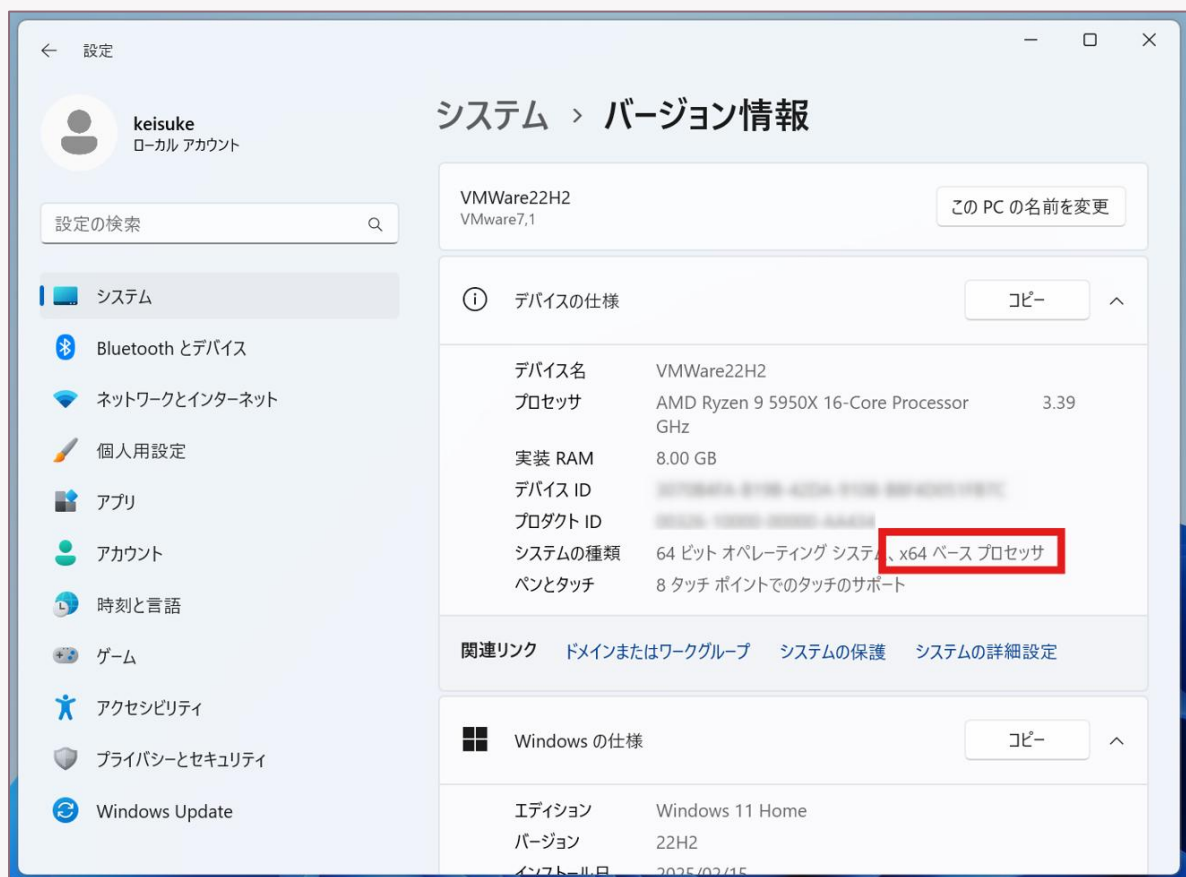 設定
keisuke
ローカル アカウント
設定の検索
システム
Bluetooth とデバイス
ネットワークとインターネット
個人用設定
アプリ
アカウント
時刻と言語
ゲーム
アクセシビリティ
プライバシーとセキュリティ
Windows Update
システム › バージョン情報
VMWare22H2
VMware7,1
この PC の名前を変更
デバイスの仕様 コピー
デバイス名 VMWare22H2
プロセッサ AMD Ryzen 9 5950X 16-Core Processor 3.39
GHz
実装 RAM 8.00 GB
デバイス ID
プロダクト ID
システムの種類 64 ビット オペレーティング システム、x64 ベース プロセッサ
ペンとタッチ 8 タッチ ポイントでのタッチのサポート
関連リンク ドメインまたはワークグループ システムの保護 システムの詳細設定
Windows の仕様 コピー
エディション Windows 11 Home
バージョン 22H2
インストール日 2025/02/15